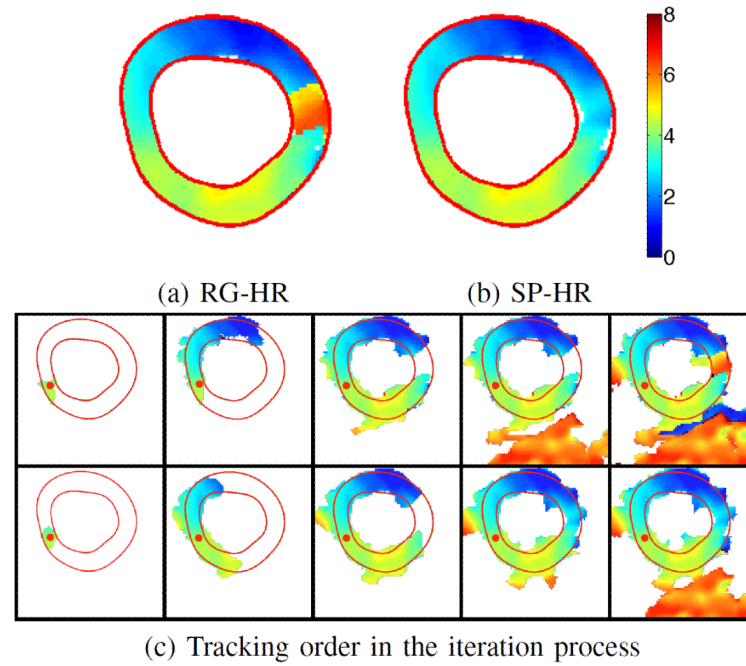 8
6
4
2
0
(a) RG-HR
(b) SP-HR
(c) Tracking order in the iteration process